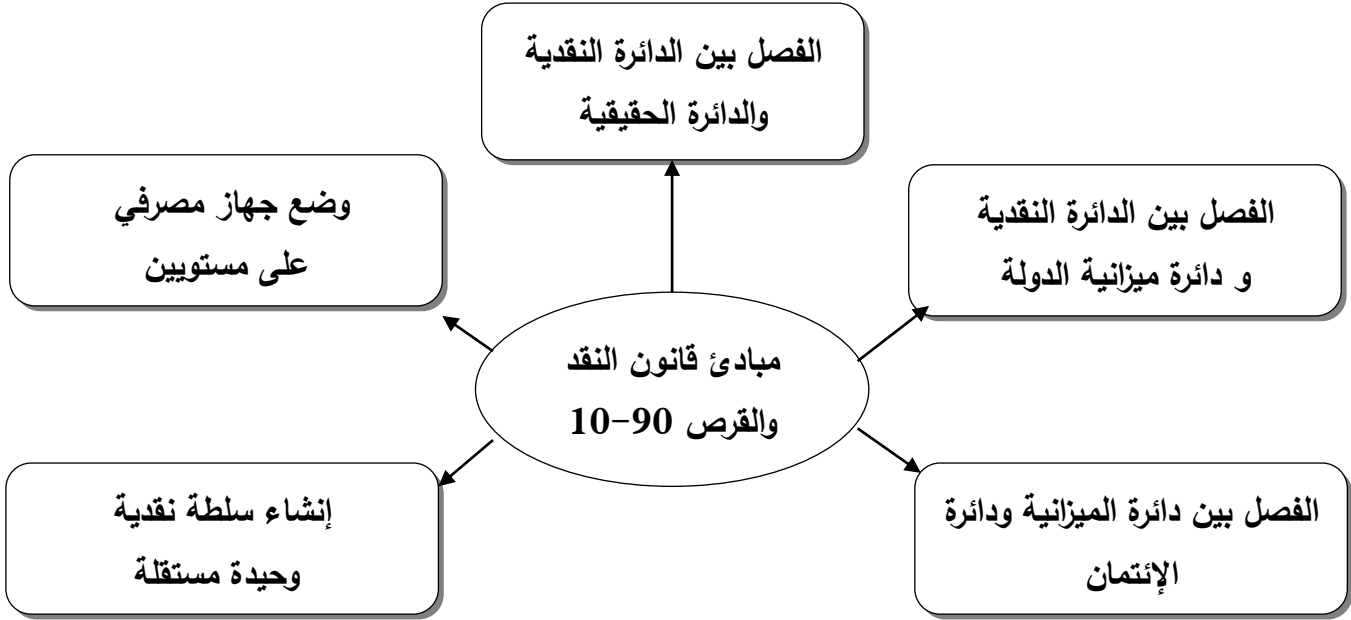 الفصل بين الدائرة النقدية
والدائرة الحقيقية
الفصل بين الدائرة النقدية
و دائرة ميزانية الدولة
وضع جهاز مصرفي
على مستويين
مبادئ قانون النقد
والقرص 90-10
الفصل بين دائرة الميزانية ودائرة
الإئتمان
إنشاء سلطة نقدية
وحيدة مستقلة